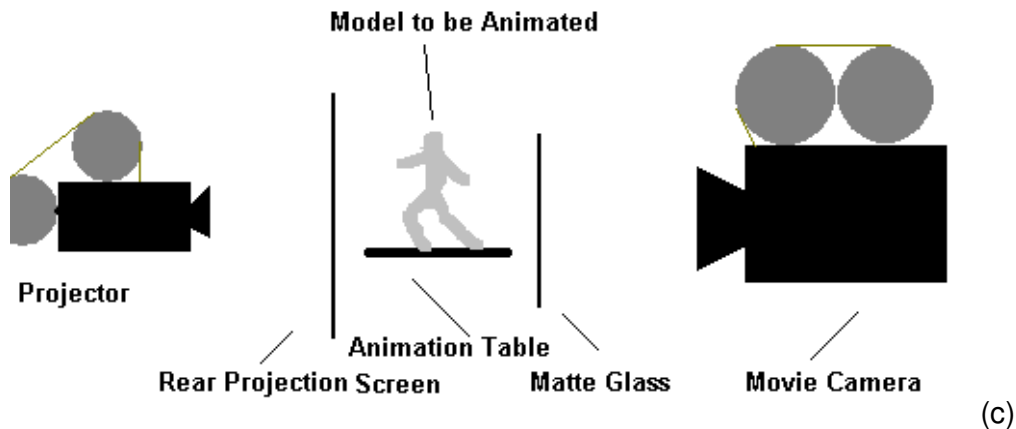 Model to be Animated
Projector
Animation Table
Rear Projection Screen
Matte Glass
Movie Camera
(c)